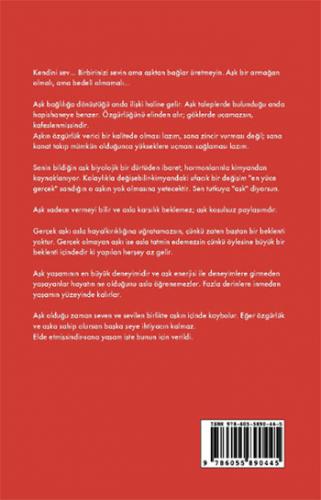 Kendini sev... Birbirinizi sevin ama aşktan bağlar üretmeyin. Aşk bir armağan
olmalı, ama bedeli olmamalı...
Aşk bağlılığa dönüştüğü anda ilişki haline gelir. Aşk taleplerde bulunduğu anda
hapishaneye benzer. Özgürlüğünü elinden alır; göklerde uçamazsın,
kafeslenmissindir.
Aşkın özgürlük verici bir kalitede olması lazım, sana zincir vurması değil; sana
kanat takıp mümkün olduğunca yükseklere uçmanı sağlaması lazım.
Senin bildiğin aşk biyolojik bir dürtüden ibaret; hormonlarınla kimyandan
kaynaklanıyor. Kolaylıkla değişebilir-kimyandaki ufacık bir değişim "en yüce
gerçek" sandığın o aşkın yok olmasına yetecektir. Sen tutkuya "aşk" diyorsun.
Aşk sadece vermeyi bilir ve asla karsılık beklemez; aşk kosulsuz paylaşımdır.
Gerçek aşkı asla hayalkırıklığına uğratamazsın, çünkü zaten baştan bir beklenti
yoktur. Gerçek olmayan aşkı ise asla tatmin edemezsin çünkü öylesine büyük bir
beklenti içindedir ki yapılan herşey az gelir.
Aşk yaşamının en büyük deneyimidir ve aşk enerjisi ile deneyimlere girmeden
yaşayanlar hayatın ne olduğunu asla öğrenemezler. Fazla derinlere inmeden
yaşamın yüzeyinde kalırlar.
Aşk olduğu zaman seven ve sevilen birlikte aşkın içinde kaybolur. Eğer özgürlük
ve aska sahip olursan başka seye ihtiyacın kalmaz.
Elde etmissindir-sana yasam iste bunun için verildi.
ISBN 978-605-5890-44-5
9 786055 890445